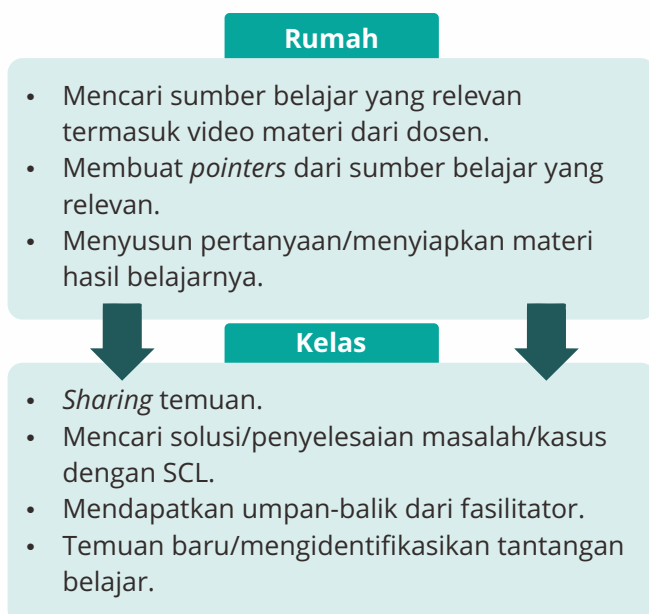 Rumah
• Mencari sumber belajar yang relevan
termasuk video materi dari dosen.
• Membuat pointers dari sumber belajar yang
relevan.
• Menyusun pertanyaan/menyiapkan materi
hasil belajarnya.
Kelas
• Sharing temuan.
• Mencari solusi/penyelesaian masalah/kasus
dengan SCL.
• Mendapatkan umpan-balik dari fasilitator.
• Temuan baru/mengidentifikasikan tantangan
belajar.